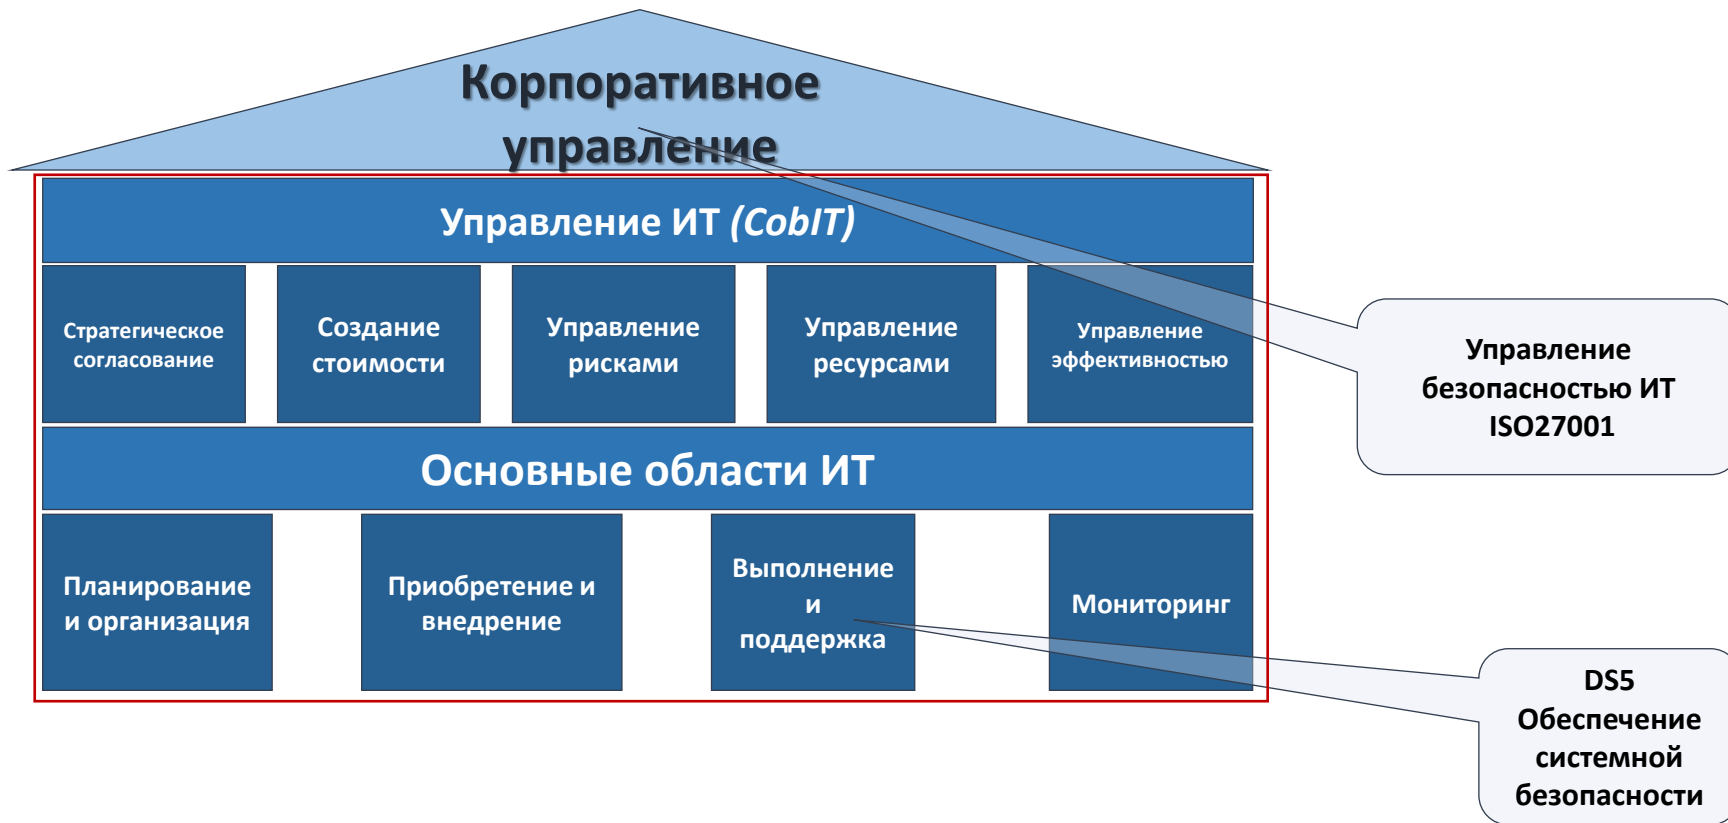 Корпоративное
управление
Управление ИТ (CobIT)
Стратегическое
согласование
Создание
стоимости
Управление
рисками
Управление
ресурсами
Управление
эффективностью
Управление
безопасностью ИТ
ISO27001
Основные области ИТ
Планирование
и организация
Приобретение и
внедрение
Выполнение
и
поддержка
Мониторинг
DS5
Обеспечение
системной
безопасности